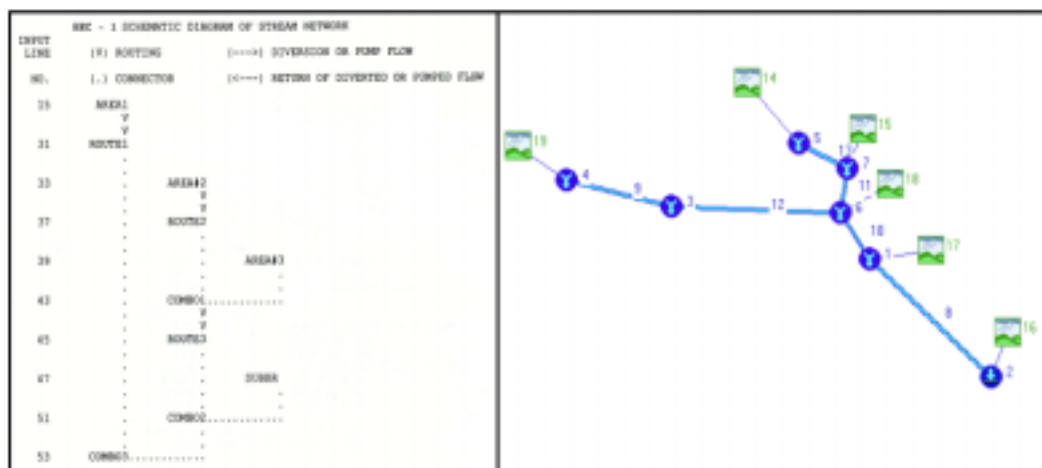 HEC - 1 SCHEMATIC DIAGRAM OF STREAM NETWORK
INPUT
LINE (V) ROUTING (--->) DIVERSION OR PUMP FLOW
NO. (.) CONNECTOR (<---) RETURN OF DIVERTED OR PUMPED FLOW
AREA1
V
V
31 ROUTE1
33 AREA#2
V
V
37 ROUTE2
39 AREA#3
43 COMBO1
V
V
45 ROUTE3
47 SUBBR
51 COMBO2
53 COMBO3
14
15
5
13
7
19
18
4
9
11
3
12
6
10
17
1
8
16
2